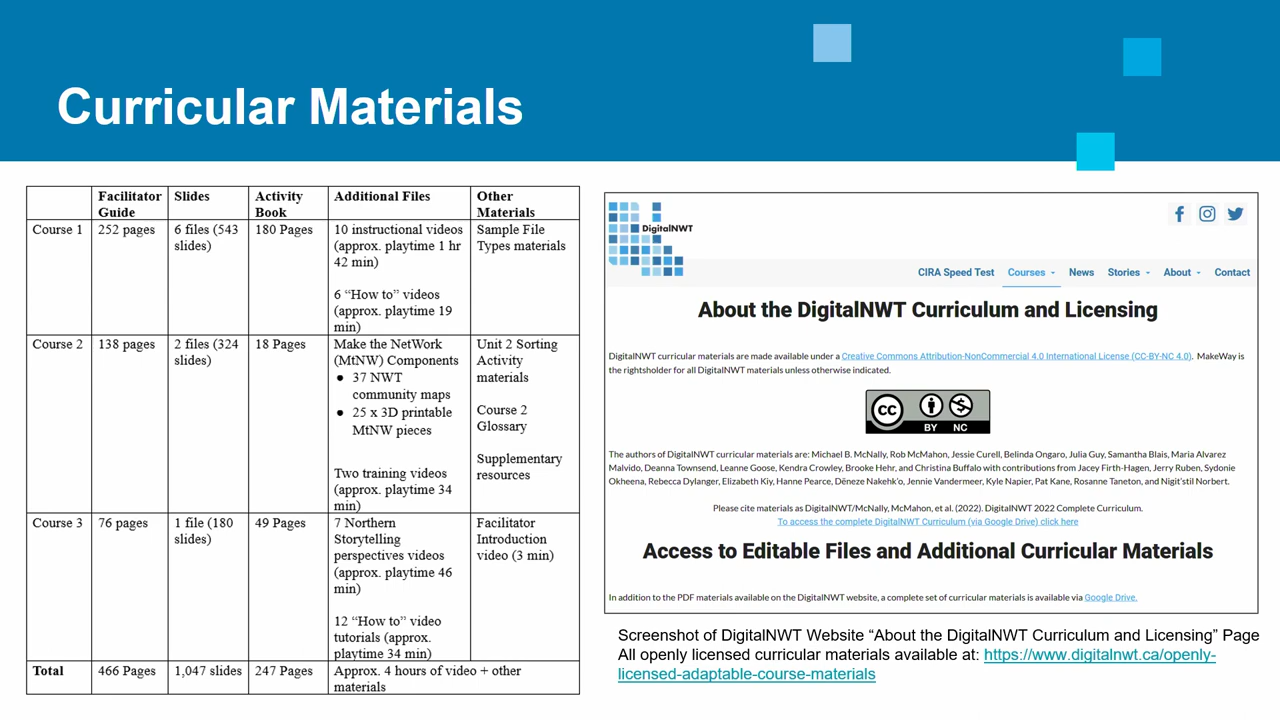 Curricular Materials
Facilitator Guide
Slides
Activity Book
Additional Files
Other Materials
Course 1
252 pages
6 files (543 slides)
180 Pages
10 instructional videos (approx. playtime 1 hr 42 min)
6 “How to” videos (approx. playtime 19 min)
Sample File Types materials
Course 2
138 pages
2 files (324 slides)
18 Pages
Make the NetWork (MtNW) Components
● 37 NWT community maps
● 25 x 3D printable MtNW pieces
Two training videos (approx. playtime 34 min)
Unit 2 Sorting Activity materials
Course 2 Glossary
Supplementary resources
Course 3
76 pages
1 file (180 slides)
49 Pages
7 Northern Storytelling perspectives videos (approx. playtime 46 min)
12 “How to” video tutorials (approx. playtime 34 min)
Facilitator Introduction video (3 min)
Total
466 Pages
1,047 slides
247 Pages
Approx. 4 hours of video + other materials
DigitalNWT
CIRA Speed Test Courses News Stories About Contact
About the DigitalNWT Curriculum and Licensing
DigitalNWT curricular materials are made available under a Creative Commons Attribution-NonCommercial 4.0 International License (CC-BY-NC 4.0). MakeWay is
the rightsholder for all DigitalNWT materials unless otherwise indicated.
CC BY NC
The authors of DigitalNWT curricular materials are: Michael B. McNally, Rob McMahon, Jessie Curell, Belinda Ongaro, Julia Guy, Samantha Blais, Maria Alvarez
Malvido, Deanna Townsend, Leanne Goose, Kendra Crowley, Brooke Hehr, and Christina Buffalo with contributions from Jacey Firth-Hagen, Jerry Ruben, Sydonie
Okheena, Rebecca Dylanger, Elizabeth Kiy, Hanne Pearce, Dëneze Nakehk’o, Jennie Vandermeer, Kyle Napier, Pat Kane, Rosanne Taneton, and Nigit’stil Norbert.
Please cite materials as DigitalNWT/McNally, McMahon, et al. (2022). DigitalNWT 2022 Complete Curriculum.
To access the complete DigitalNWT Curriculum (via Google Drive) click here
Access to Editable Files and Additional Curricular Materials
In addition to the PDF materials available on the DigitalNWT website, a complete set of curricular materials is available via Google Drive.
Screenshot of DigitalNWT Website “About the DigitalNWT Curriculum and Licensing” Page
All openly licensed curricular materials available at: https://www.digitalnwt.ca/openly-
licensed-adaptable-course-materials